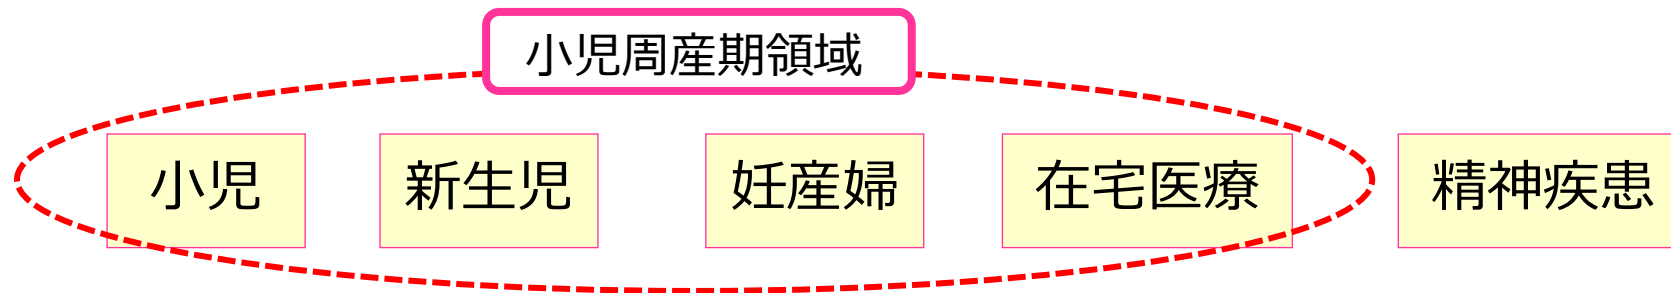 小児周産期領域
小児
新生児
妊産婦
在宅医療
精神疾患